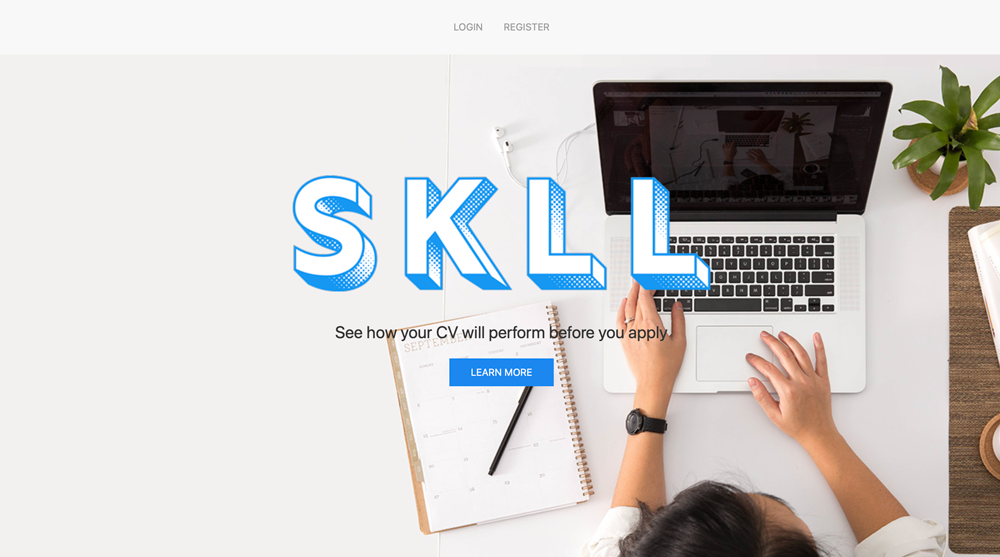 LOGIN REGISTER
SKLL
See how your CV will perform before you apply
LEARN MORE
SEPTEMBER